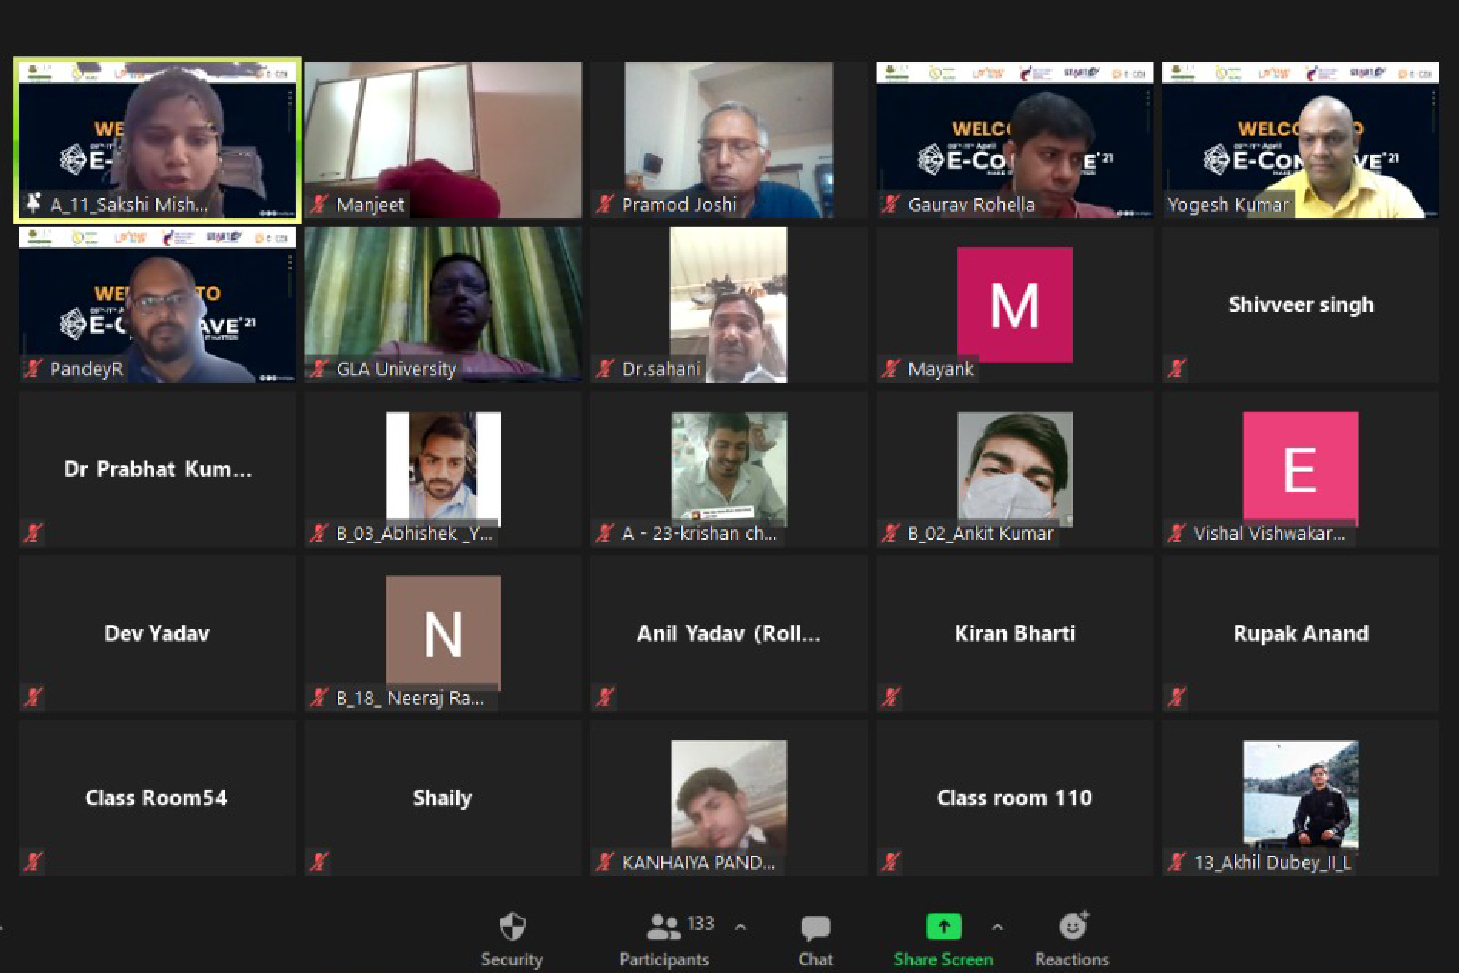 WE
E-
A_11_Sakshi Mish...
Manjeet
Pramod Joshi
WELC
E-Co VE'21
Gaurav Rohella
WELC O
E-CON AVE'21
Yogesh Kumar
WE TO
E-C AVE'21
PandeyR
GLA University
Dr.sahani
M
Mayank
Shivveer singh
Dr Prabhat Kum...
B_03_Abhishek _Y...
A - 23-krishan ch...
B_02_Ankit Kumar
E
Vishal Vishwakar...
Dev Yadav
N
B_18_ Neeraj Ra...
Anil Yadav (Roll...
Kiran Bharti
Rupak Anand
Class Room54
Shaily
KANHAIYA PAND...
Class room 110
13_Akhil Dubey_II_L
Security
133
Participants
Chat
Share Screen
Reactions